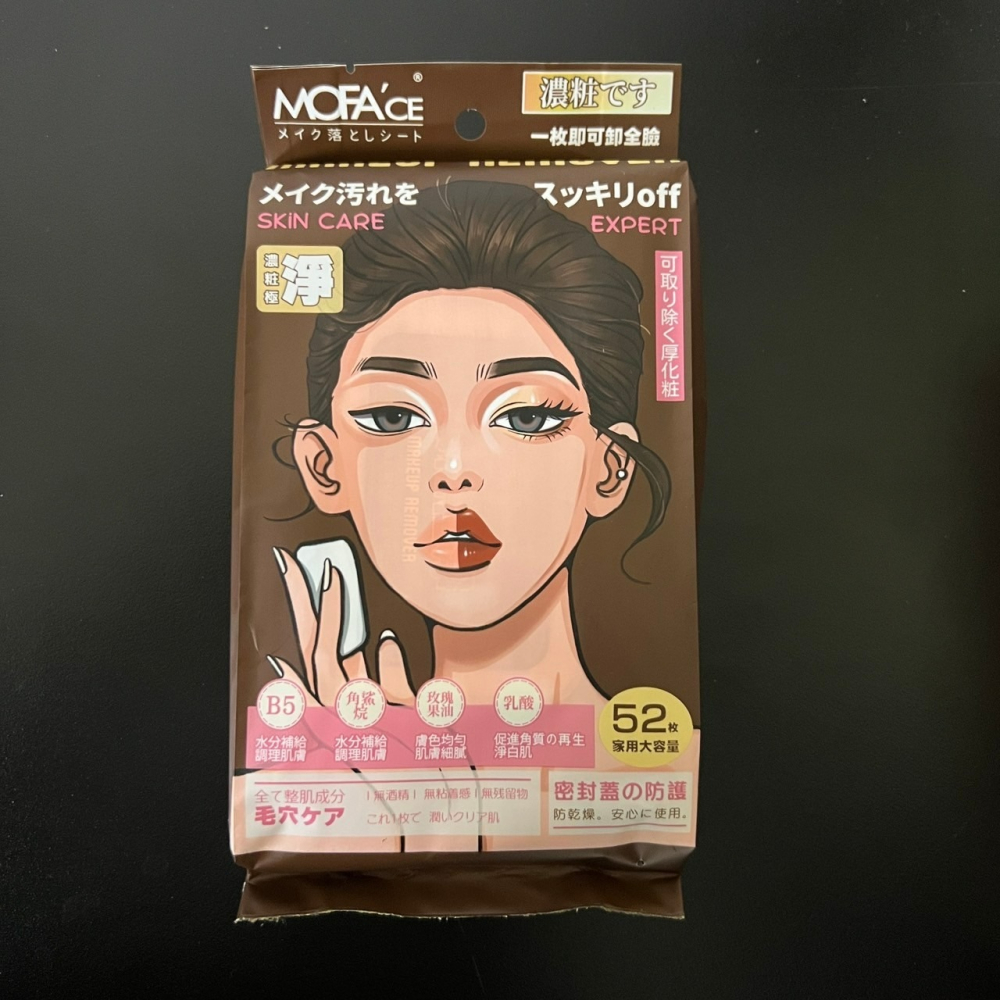 MOFA'CE®
メイク落としシート
濃粧です
一枚即可卸全臉
メイク汚れを
スッキリoff
SKiN CARE
EXPERT
濃粧極
淨
可取り除く厚化粧
MAKEUP REMOVER
B5
水分補給
調理肌膚
角鯊烷
水分補給
調理肌膚
玫瑰果油
膚色均勻
肌膚細膩
乳酸
促進角質の再生
淨白肌
52枚
家用大容量
全て整肌成分
毛穴ケア
|無酒精| 無粘着感 |無残留物
これ1枚で 潤いクリア肌
密封蓋の防護
防乾燥。安心に使用。